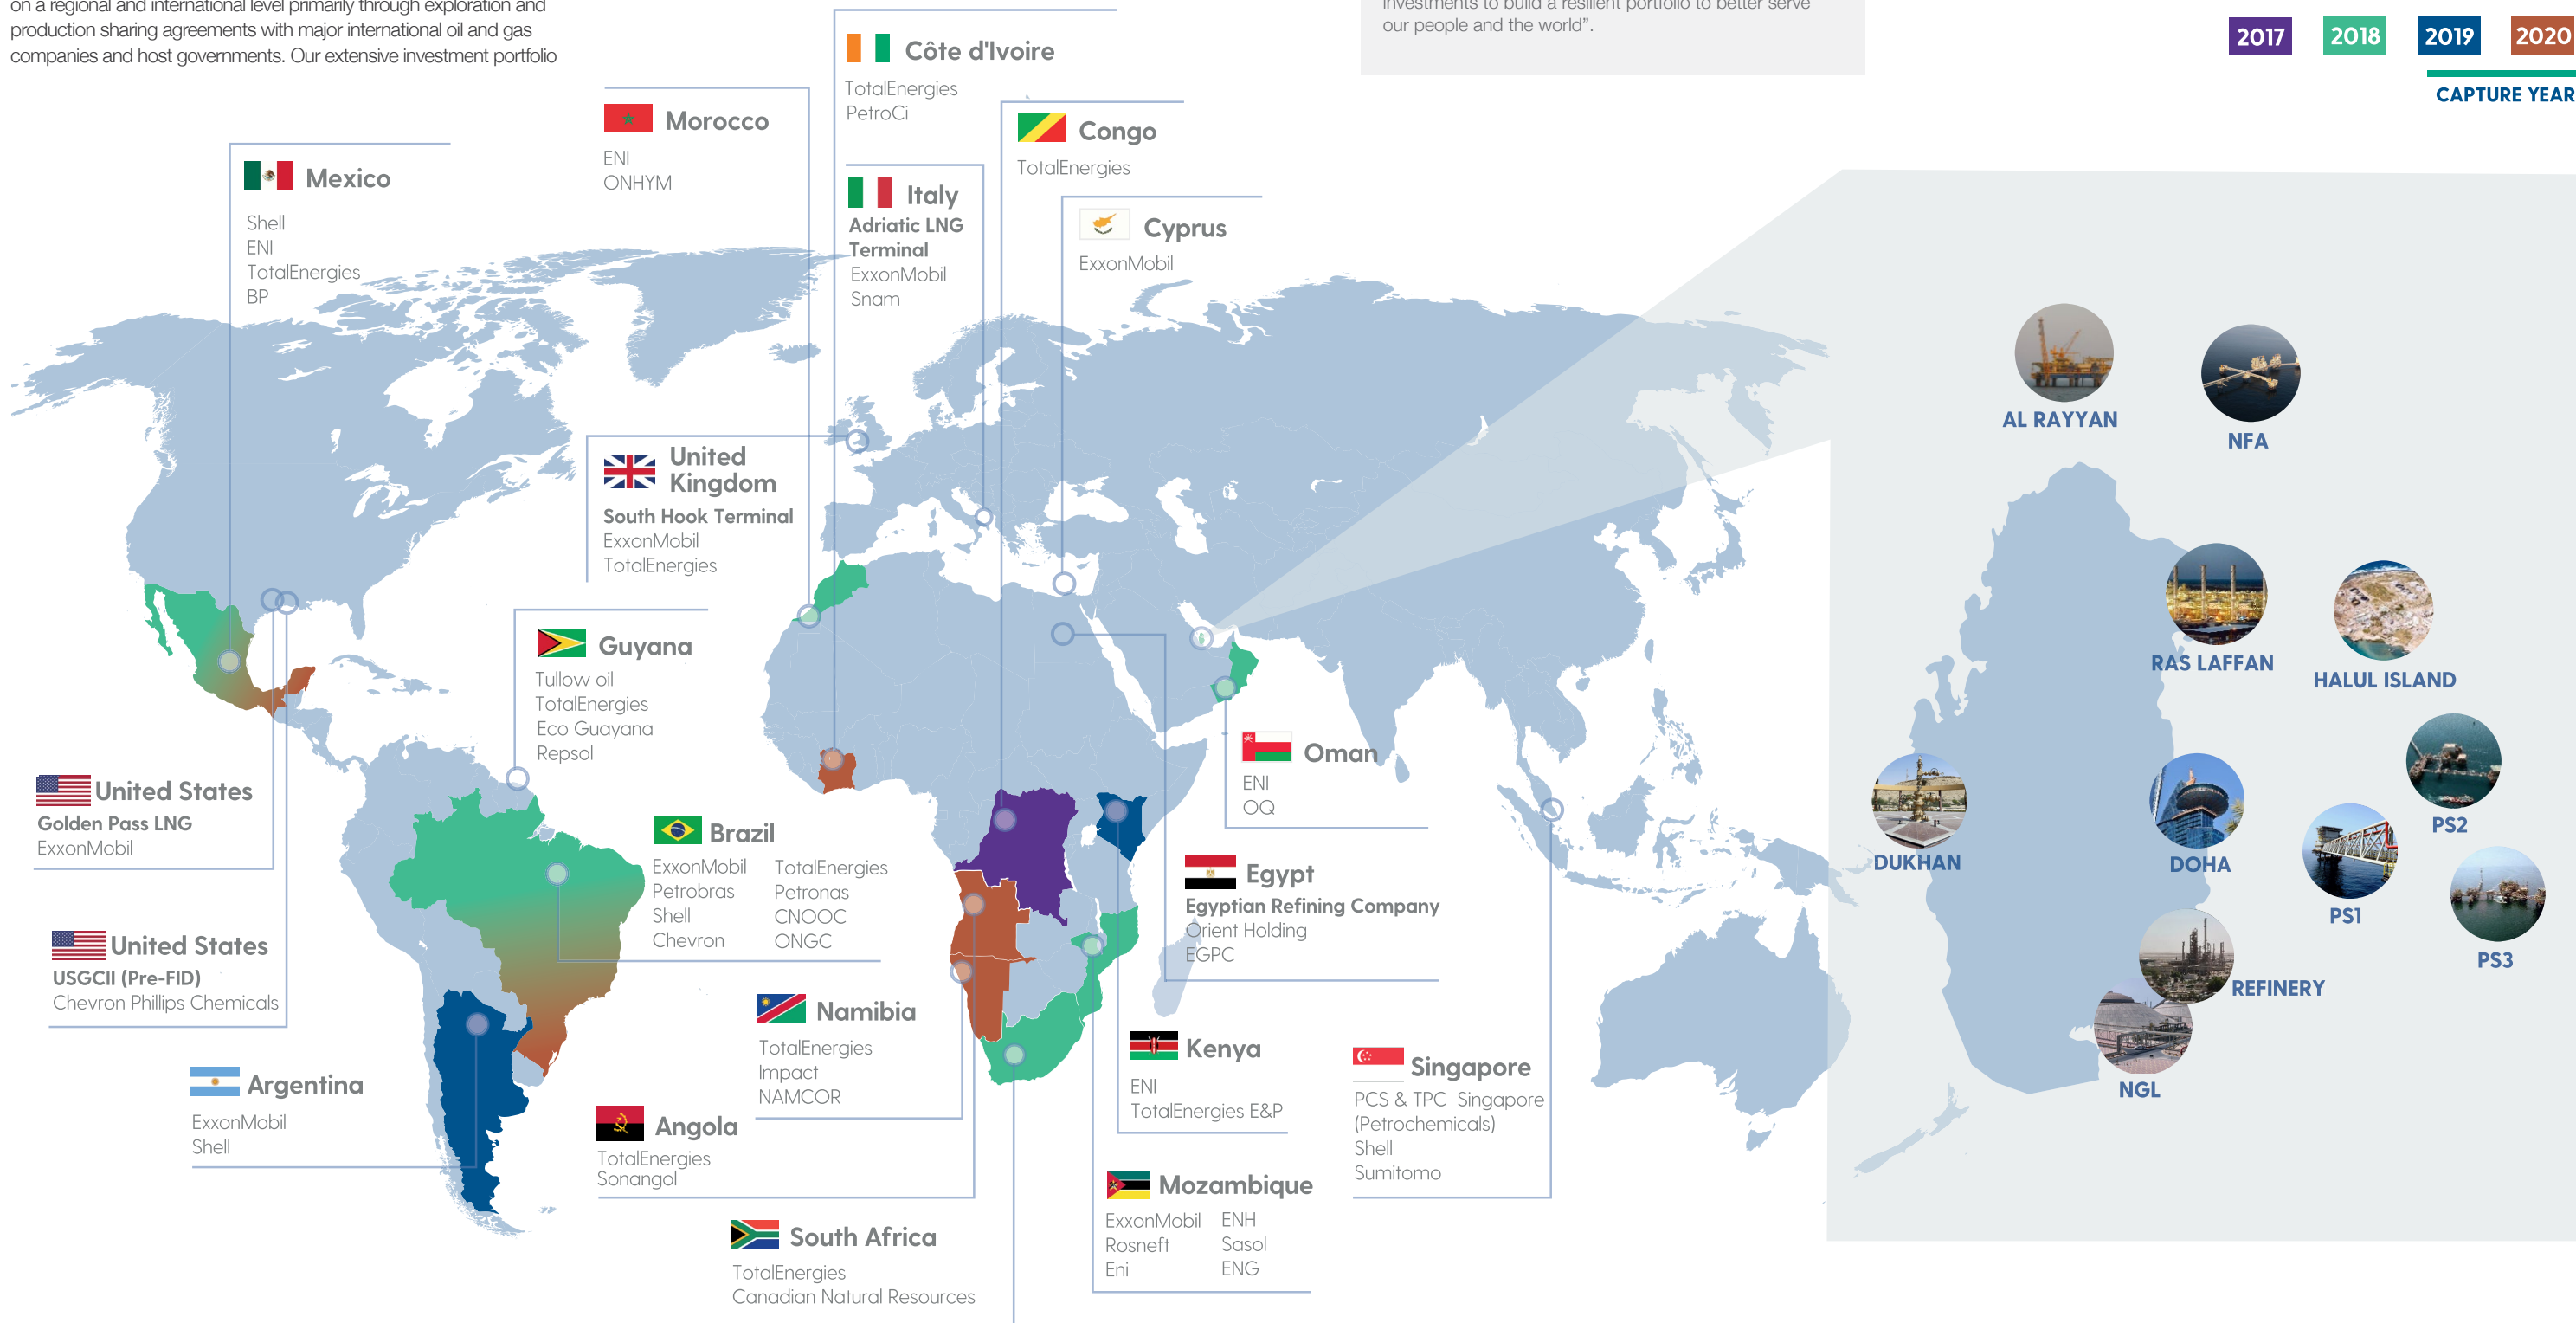 on a regional and international level primarily through exploration and
production sharing agreements with major international oil and gas
companies and host governments. Our extensive investment portfolio
investments to build a resilient portfolio to better serve
our people and the world”.
2017 2018 2019 2020
CAPTURE YEAR
Côte d'Ivoire
TotalEnergies
PetroCi
Morocco
ENI
ONHYM
Congo
TotalEnergies
Mexico
Shell
ENI
TotalEnergies
BP
Italy
Adriatic LNG
Terminal
ExxonMobil
Snam
Cyprus
ExxonMobil
United
Kingdom
South Hook Terminal
ExxonMobil
TotalEnergies
Guyana
Tullow oil
TotalEnergies
Eco Guayana
Repsol
United States
Golden Pass LNG
ExxonMobil
United States
USGCII (Pre-FID)
Chevron Phillips Chemicals
Brazil
ExxonMobil
Petrobras
Shell
Chevron
TotalEnergies
Petronas
CNOOC
ONGC
Oman
ENI
OQ
Egypt
Egyptian Refining Company
Orient Holding
EGPC
Argentina
ExxonMobil
Shell
Namibia
TotalEnergies
Impact
NAMCOR
Angola
TotalEnergies
Sonangol
Kenya
ENI
TotalEnergies E&P
Singapore
PCS & TPC Singapore
(Petrochemicals)
Shell
Sumitomo
Mozambique
ExxonMobil
Rosneft
Eni
ENH
Sasol
ENG
South Africa
TotalEnergies
Canadian Natural Resources
AL RAYYAN
NFA
RAS LAFFAN
HALUL ISLAND
DUKHAN
DOHA
PS2
PS1
PS3
REFINERY
NGL